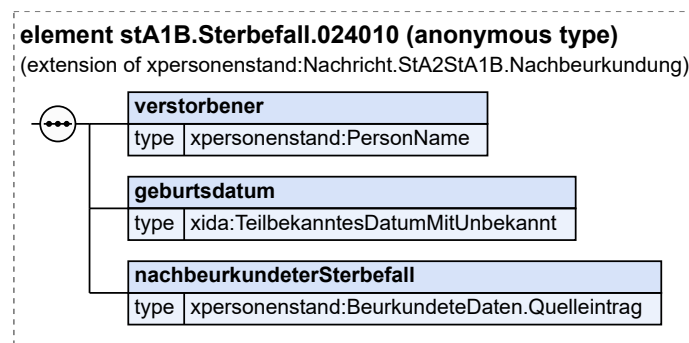 element stA1B.Sterbefall.024010 (anonymous type)
(extension of xpersonenstand:Nachricht.StA2StA1B.Nachbeurkundung)
verstorbener
type xpersonenstand:PersonName
geburtsdatum
type xida:TeilbekanntesDatumMitUnbekannt
nachbeurkundeterSterbefall
type xpersonenstand:BeurkundeteDaten.Quelleintrag